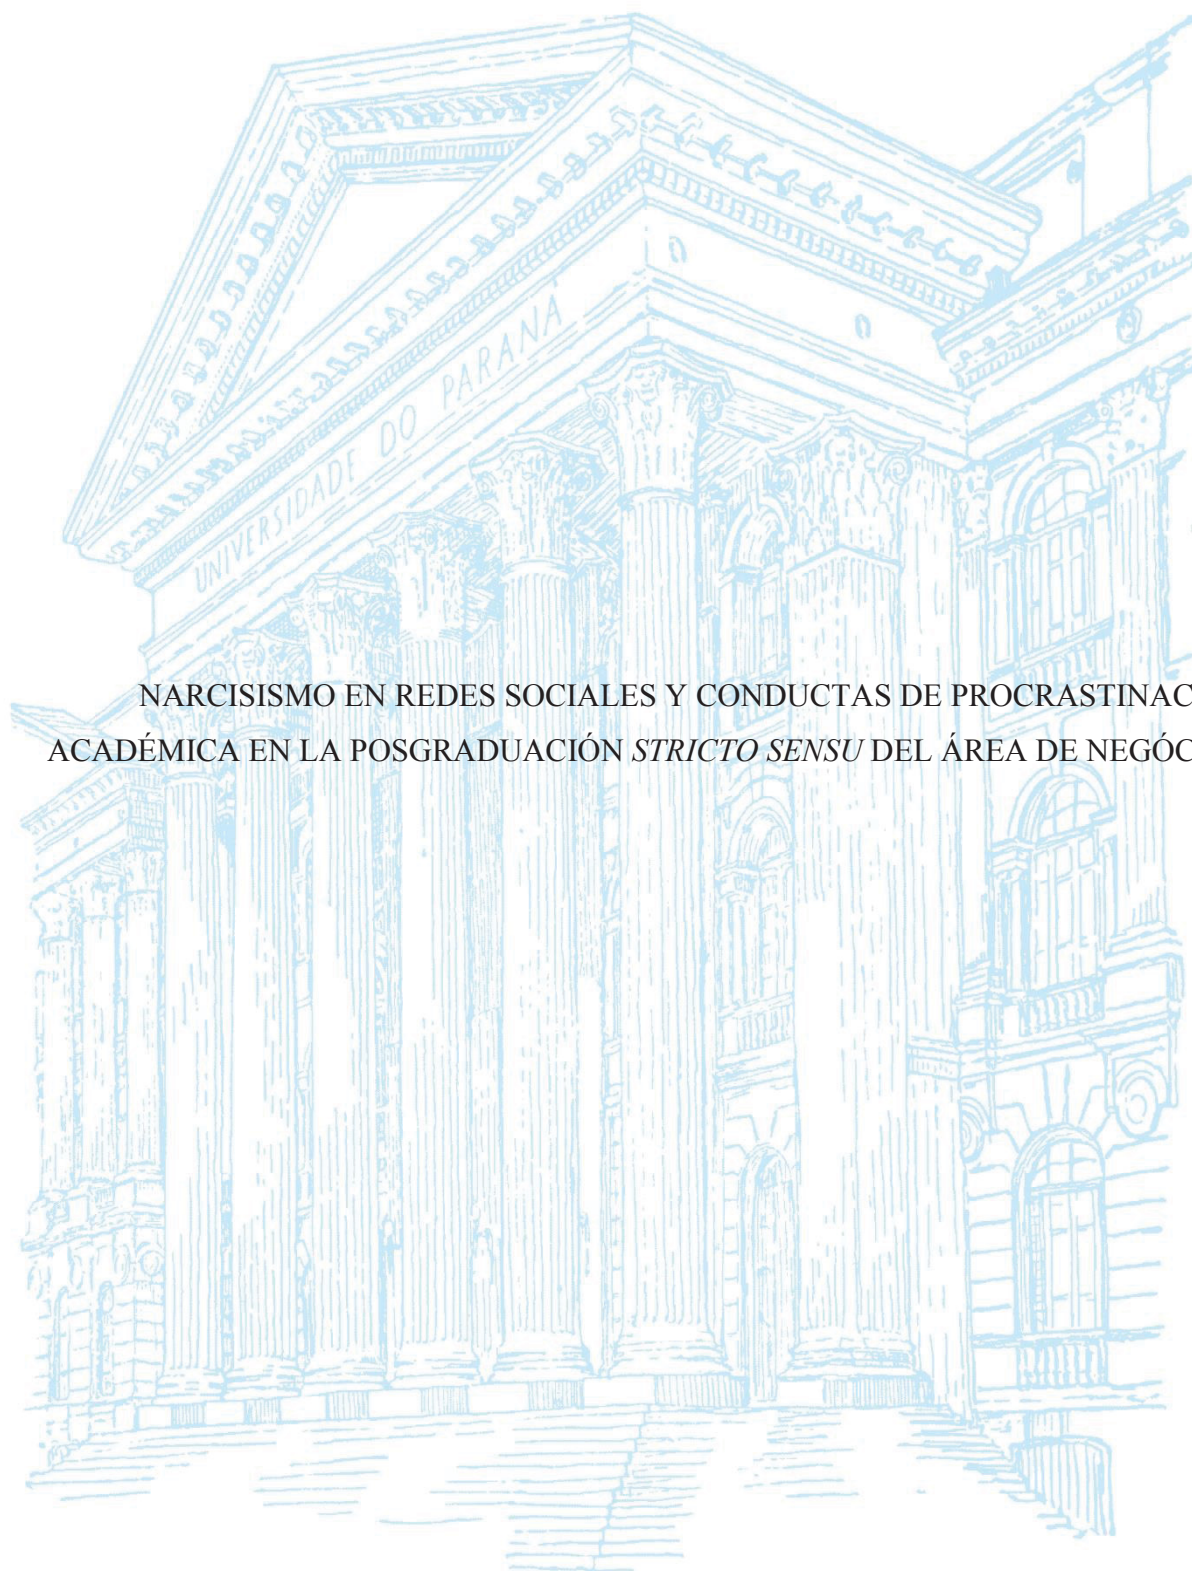 UNIVERSIDADE DO PARANÁ
NARCISISMO EN REDES SOCIALES Y CONDUCTAS DE PROCRASTINAC
ACADÉMICA EN LA POSGRADUACIÓN STRICTO SENSU DEL ÁREA DE NEGÓC